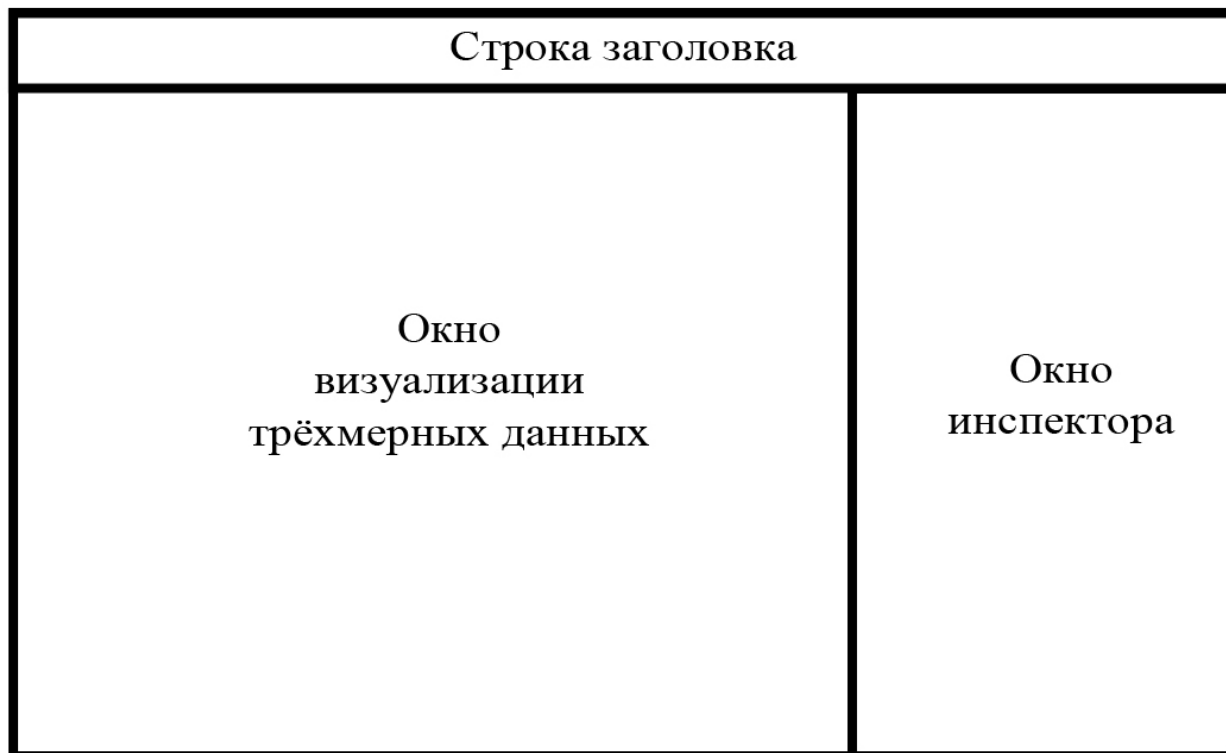 Строка заголовка
Окно
визуализации
трёхмерных данных
Окно
инспектора